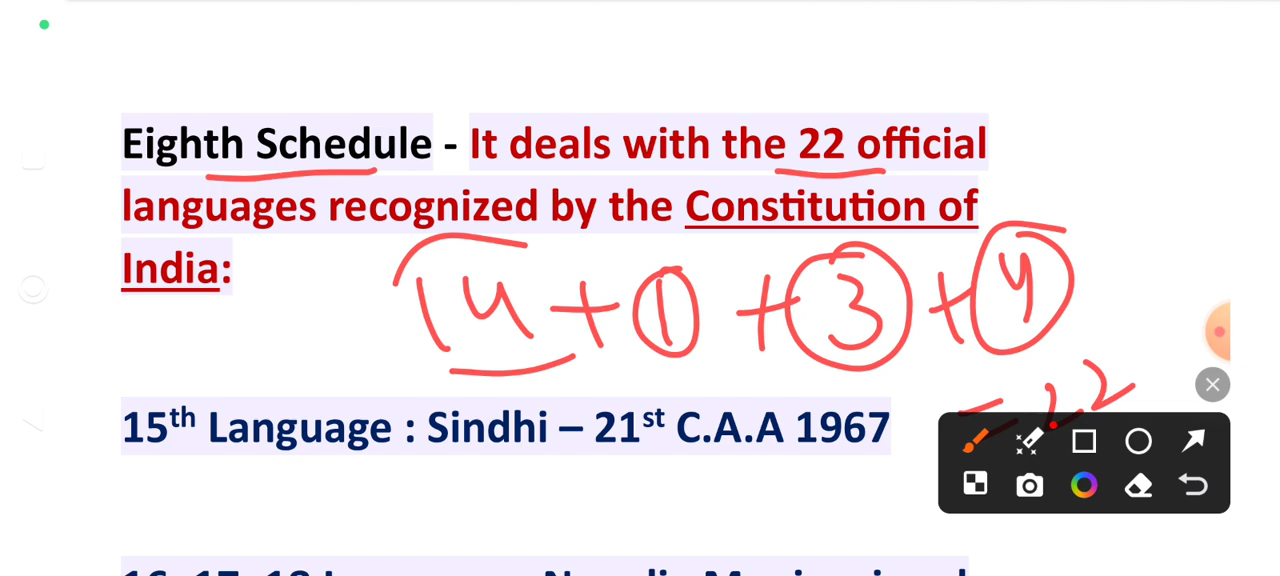 Eighth Schedule - It deals with the 22 official
languages recognized by the Constitution of
India:
14 + 1 + 3 + 4
= 22
15th Language : Sindhi – 21st C.A.A 1967